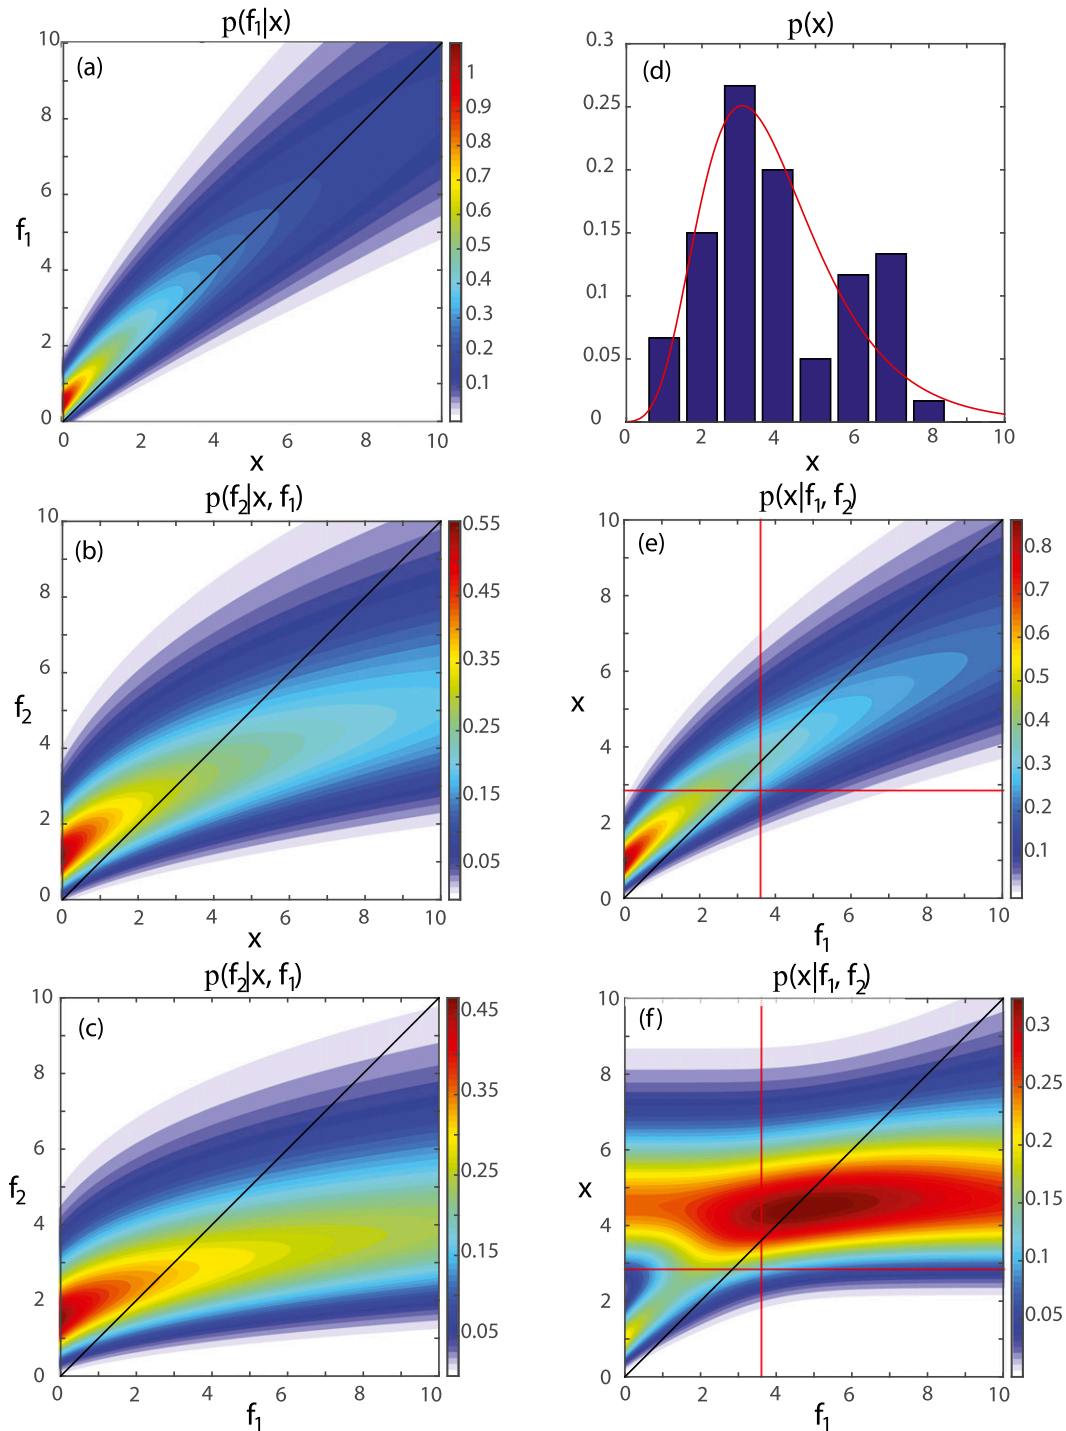 p(f₁|x)
(a)
10
8
6
4
2
0
f₁
0 2 4 6 8 10
x
1
0.9
0.8
0.7
0.6
0.5
0.4
0.3
0.2
0.1
p(x)
(d)
0.3
0.25
0.2
0.15
0.1
0.05
0
0 2 4 6 8 10
x
p(f₂|x, f₁)
(b)
10
8
6
4
2
0
f₂
0 2 4 6 8 10
x
0.55
0.45
0.35
0.25
0.15
0.05
p(x|f₁, f₂)
(e)
10
8
6
4
2
0
x
0 2 4 6 8 10
f₁
0.8
0.7
0.6
0.5
0.4
0.3
0.2
0.1
p(f₂|x, f₁)
(c)
10
8
6
4
2
0
f₂
0 2 4 6 8 10
f₁
0.45
0.35
0.25
0.15
0.05
p(x|f₁, f₂)
(f)
10
8
6
4
2
0
x
0 2 4 6 8 10
f₁
0.3
0.25
0.2
0.15
0.1
0.05